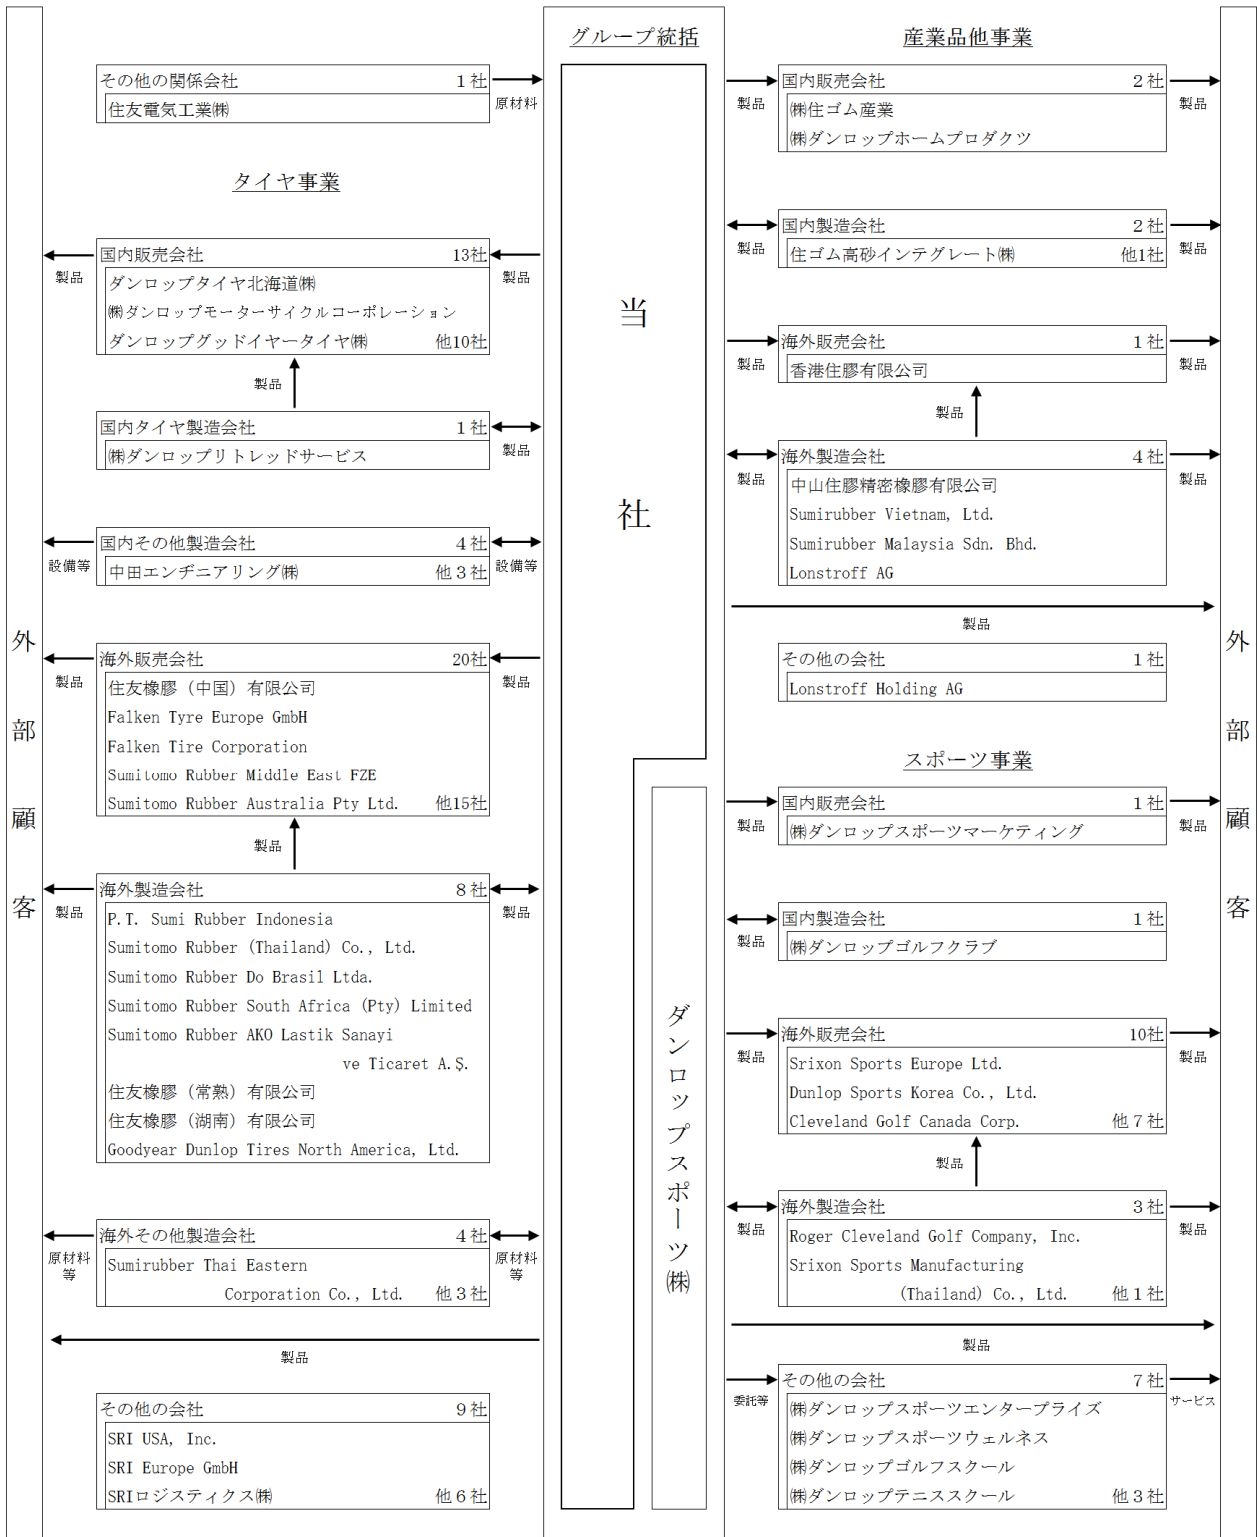 グループ統括
当
社
ダンロップスポーツ㈱
外部顧客
その他の関係会社 1社
住友電気工業㈱
原材料
タイヤ事業
国内販売会社 13社
ダンロップタイヤ北海道㈱
㈱ダンロップモーターサイクルコーポレーション
ダンロップグッドイヤータイヤ㈱ 他10社
製品
製品
製品
国内タイヤ製造会社 1社
㈱ダンロップリトレッドサービス
製品
国内その他製造会社 4社
中田エンヂニアリング㈱ 他3社
設備等
設備等
海外販売会社 20社
住友橡膠（中国）有限公司
Falken Tyre Europe GmbH
Falken Tire Corporation
Sumitomo Rubber Middle East FZE
Sumitomo Rubber Australia Pty Ltd. 他15社
製品
製品
製品
海外製造会社 8社
P.T. Sumi Rubber Indonesia
Sumitomo Rubber (Thailand) Co., Ltd.
Sumitomo Rubber Do Brasil Ltda.
Sumitomo Rubber South Africa (Pty) Limited
Sumitomo Rubber AKO Lastik Sanayi
ve Ticaret A.Ş.
住友橡膠（常熟）有限公司
住友橡膠（湖南）有限公司
Goodyear Dunlop Tires North America, Ltd.
製品
製品
海外その他製造会社 4社
Sumirubber Thai Eastern
Corporation Co., Ltd. 他3社
原材料
等
原材料
等
製品
その他の会社 9社
SRI USA, Inc.
SRI Europe GmbH
SRIロジスティクス㈱ 他6社
産業品他事業
国内販売会社 2社
㈱住ゴム産業
㈱ダンロップホームプロダクツ
製品
製品
国内製造会社 2社
住ゴム高砂インテグレート㈱ 他1社
製品
製品
海外販売会社 1社
香港住膠有限公司
製品
製品
製品
海外製造会社 4社
中山住膠精密橡膠有限公司
Sumirubber Vietnam, Ltd.
Sumirubber Malaysia Sdn. Bhd.
Lonstroff AG
製品
製品
製品
その他の会社 1社
Lonstroff Holding AG
スポーツ事業
国内販売会社 1社
㈱ダンロップスポーツマーケティング
製品
製品
国内製造会社 1社
㈱ダンロップゴルフクラブ
製品
海外販売会社 10社
Srixon Sports Europe Ltd.
Dunlop Sports Korea Co., Ltd.
Cleveland Golf Canada Corp. 他7社
製品
製品
製品
海外製造会社 3社
Roger Cleveland Golf Company, Inc.
Srixon Sports Manufacturing
(Thailand) Co., Ltd. 他1社
製品
製品
製品
その他の会社 7社
㈱ダンロップスポーツエンタープライズ
㈱ダンロップスポーツウェルネス
㈱ダンロップゴルフスクール
㈱ダンロップテニススクール 他3社
委託等
サービス
外部顧客